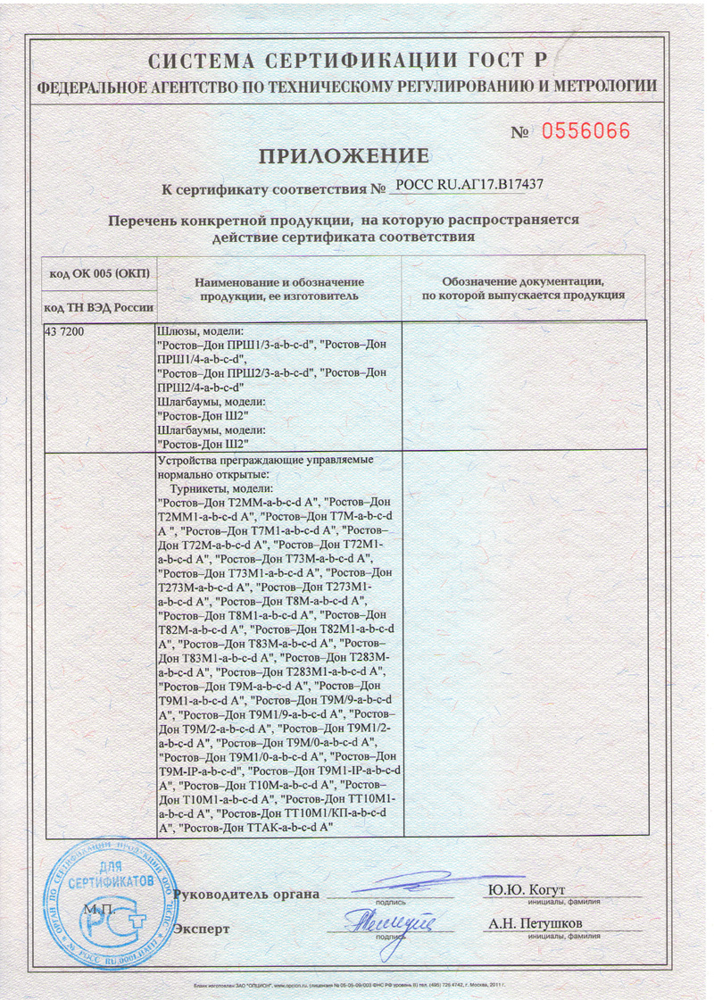 СИСТЕМА СЕРТИФИКАЦИИ ГОСТ Р
ФЕДЕРАЛЬНОЕ АГЕНТСТВО ПО ТЕХНИЧЕСКОМУ РЕГУЛИРОВАНИЮ И МЕТРОЛОГИИ
№ 0556066
ПРИЛОЖЕНИЕ
К сертификату соответствия № РОСС RU.АГ17.В17437
Перечень конкретной продукции, на которую распространяется
действие сертификата соответствия
код ОК 005 (ОКП)
код ТН ВЭД России
Наименование и обозначение
продукции, ее изготовитель
Обозначение документации,
по которой выпускается продукция
43 7200
Шлюзы, модели:
"Ростов–Дон ПРШ1/3-a-b-c-d", "Ростов–Дон
ПРШ1/4-a-b-c-d",
"Ростов–Дон ПРШ2/3-a-b-c-d", "Ростов–Дон
ПРШ2/4-a-b-c-d"
Шлагбаумы, модели:
"Ростов-Дон Ш2"
Шлагбаумы, модели:
"Ростов-Дон Ш2"
Устройства преграждающие управляемые
нормально открытые:
Турникеты, модели:
"Ростов–Дон Т2ММ-a-b-c-d А", "Ростов–Дон
Т2ММ1-a-b-c-d А", "Ростов–Дон Т7М-a-b-c-d
А ", "Ростов–Дон Т7М1-a-b-c-d А", "Ростов–
Дон Т72М-a-b-c-d А", "Ростов–Дон Т72М1-
a-b-c-d А", "Ростов–Дон Т73М-a-b-c-d А",
"Ростов–Дон Т73М1-a-b-c-d А", "Ростов–Дон
Т273М-a-b-c-d А", "Ростов–Дон Т273М1-
a-b-c-d А", "Ростов–Дон Т8М-a-b-c-d А",
"Ростов–Дон Т8М1-a-b-c-d А", "Ростов–Дон
Т82М-a-b-c-d А", "Ростов–Дон Т82М1-a-b-c-d
А", "Ростов–Дон Т83М-a-b-c-d А", "Ростов–
Дон Т83М1-a-b-c-d А", "Ростов–Дон Т283М-
a-b-c-d А", "Ростов–Дон Т283М1-a-b-c-d А",
"Ростов–Дон Т9М-a-b-c-d А", "Ростов–Дон
Т9М1-a-b-c-d А", "Ростов–Дон Т9М/9-a-b-c-d
А", "Ростов–Дон Т9М1/9-a-b-c-d А", "Ростов–
Дон Т9М/2-a-b-c-d А", "Ростов–Дон Т9М1/2-
a-b-c-d А", "Ростов–Дон Т9М/0-a-b-c-d А",
"Ростов–Дон Т9М1/0-a-b-c-d А", "Ростов–Дон
Т9М-IP-a-b-c-d", "Ростов–Дон Т9М1-IP-a-b-c-d
А", "Ростов–Дон Т10М-a-b-c-d А", "Ростов–
Дон Т10М1-a-b-c-d А", "Ростов-Дон ТТ10М1-
a-b-c-d А", "Ростов-Дон ТТ10М1/КП-a-b-c-d
А", "Ростов-Дон ТТАК-a-b-c-d А"
ДЛЯ
СЕРТИФИКАТОВ
М.П.
Руководитель органа
подпись
Ю.Ю. Когут
инициалы, фамилия
Эксперт
подпись
А.Н. Петушков
инициалы, фамилия
Бланк изготовлен ЗАО "ОПЦИОН", www.opcion.ru, (лицензия № 05-05-09/003 ФНС РФ уровень В) тел. (495) 726 4742, г. Москва, 2011 г.